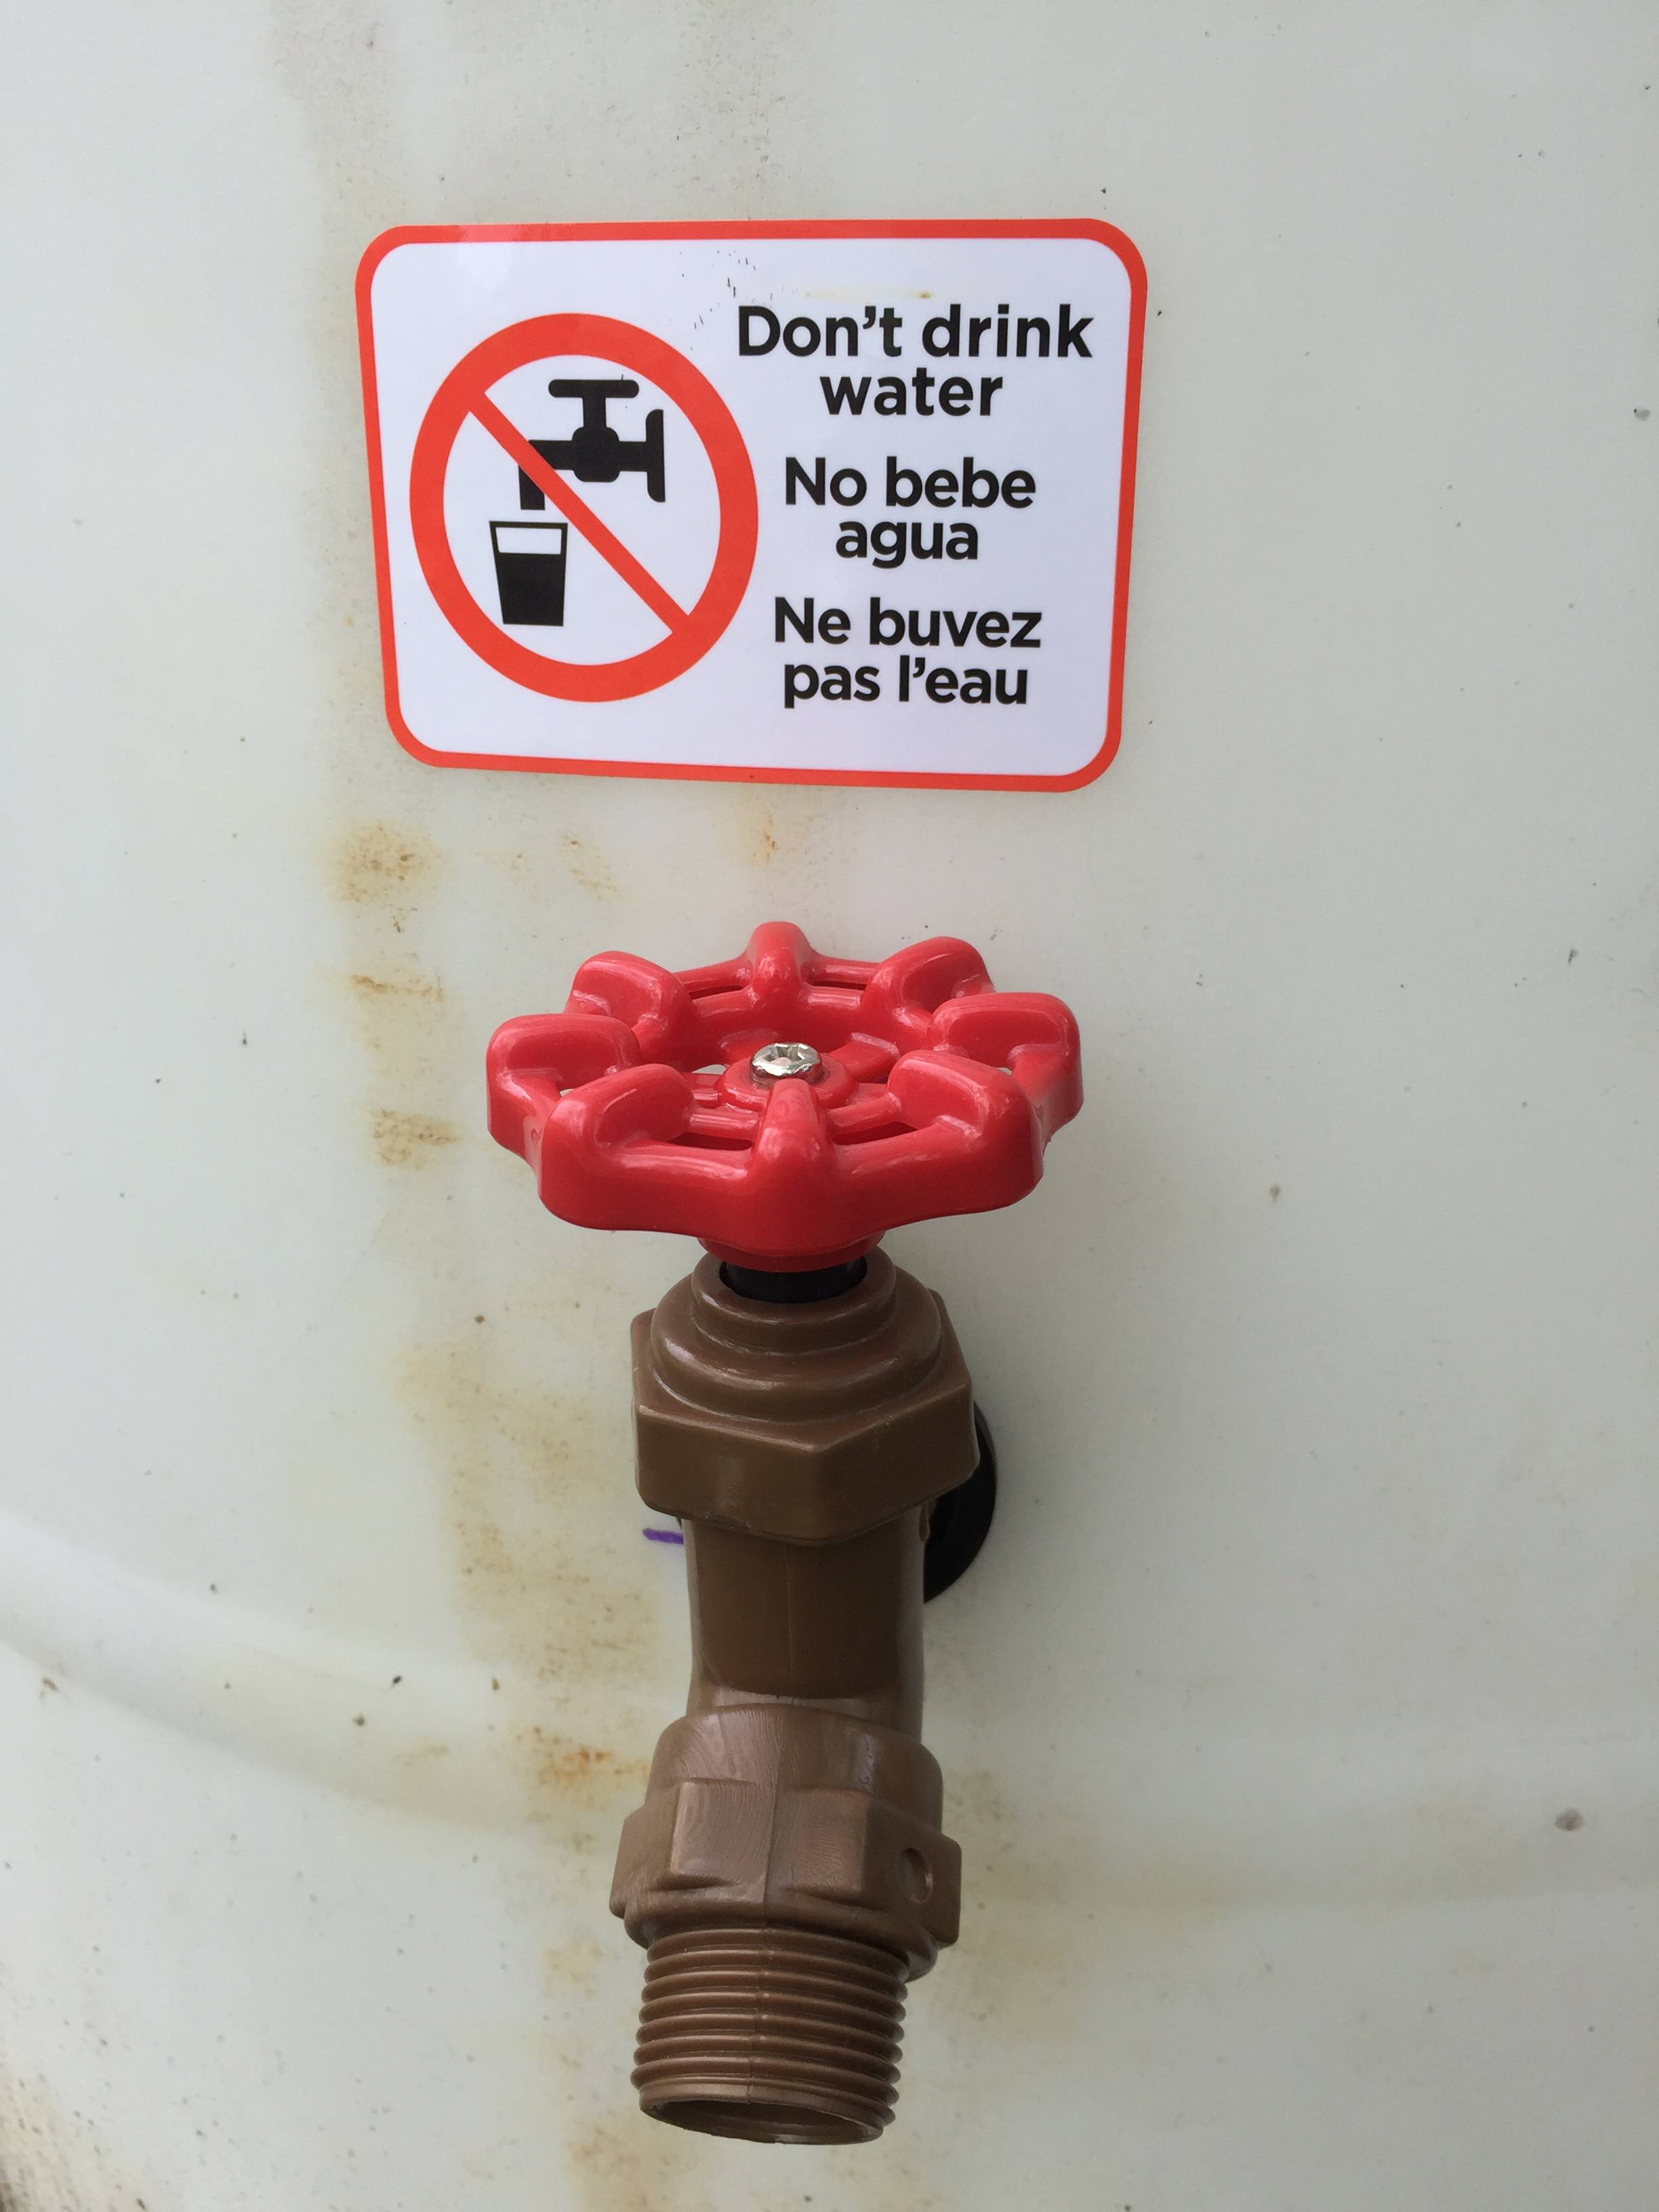 Don't drink
water
No bebe
agua
Ne buvez
pas l'eau